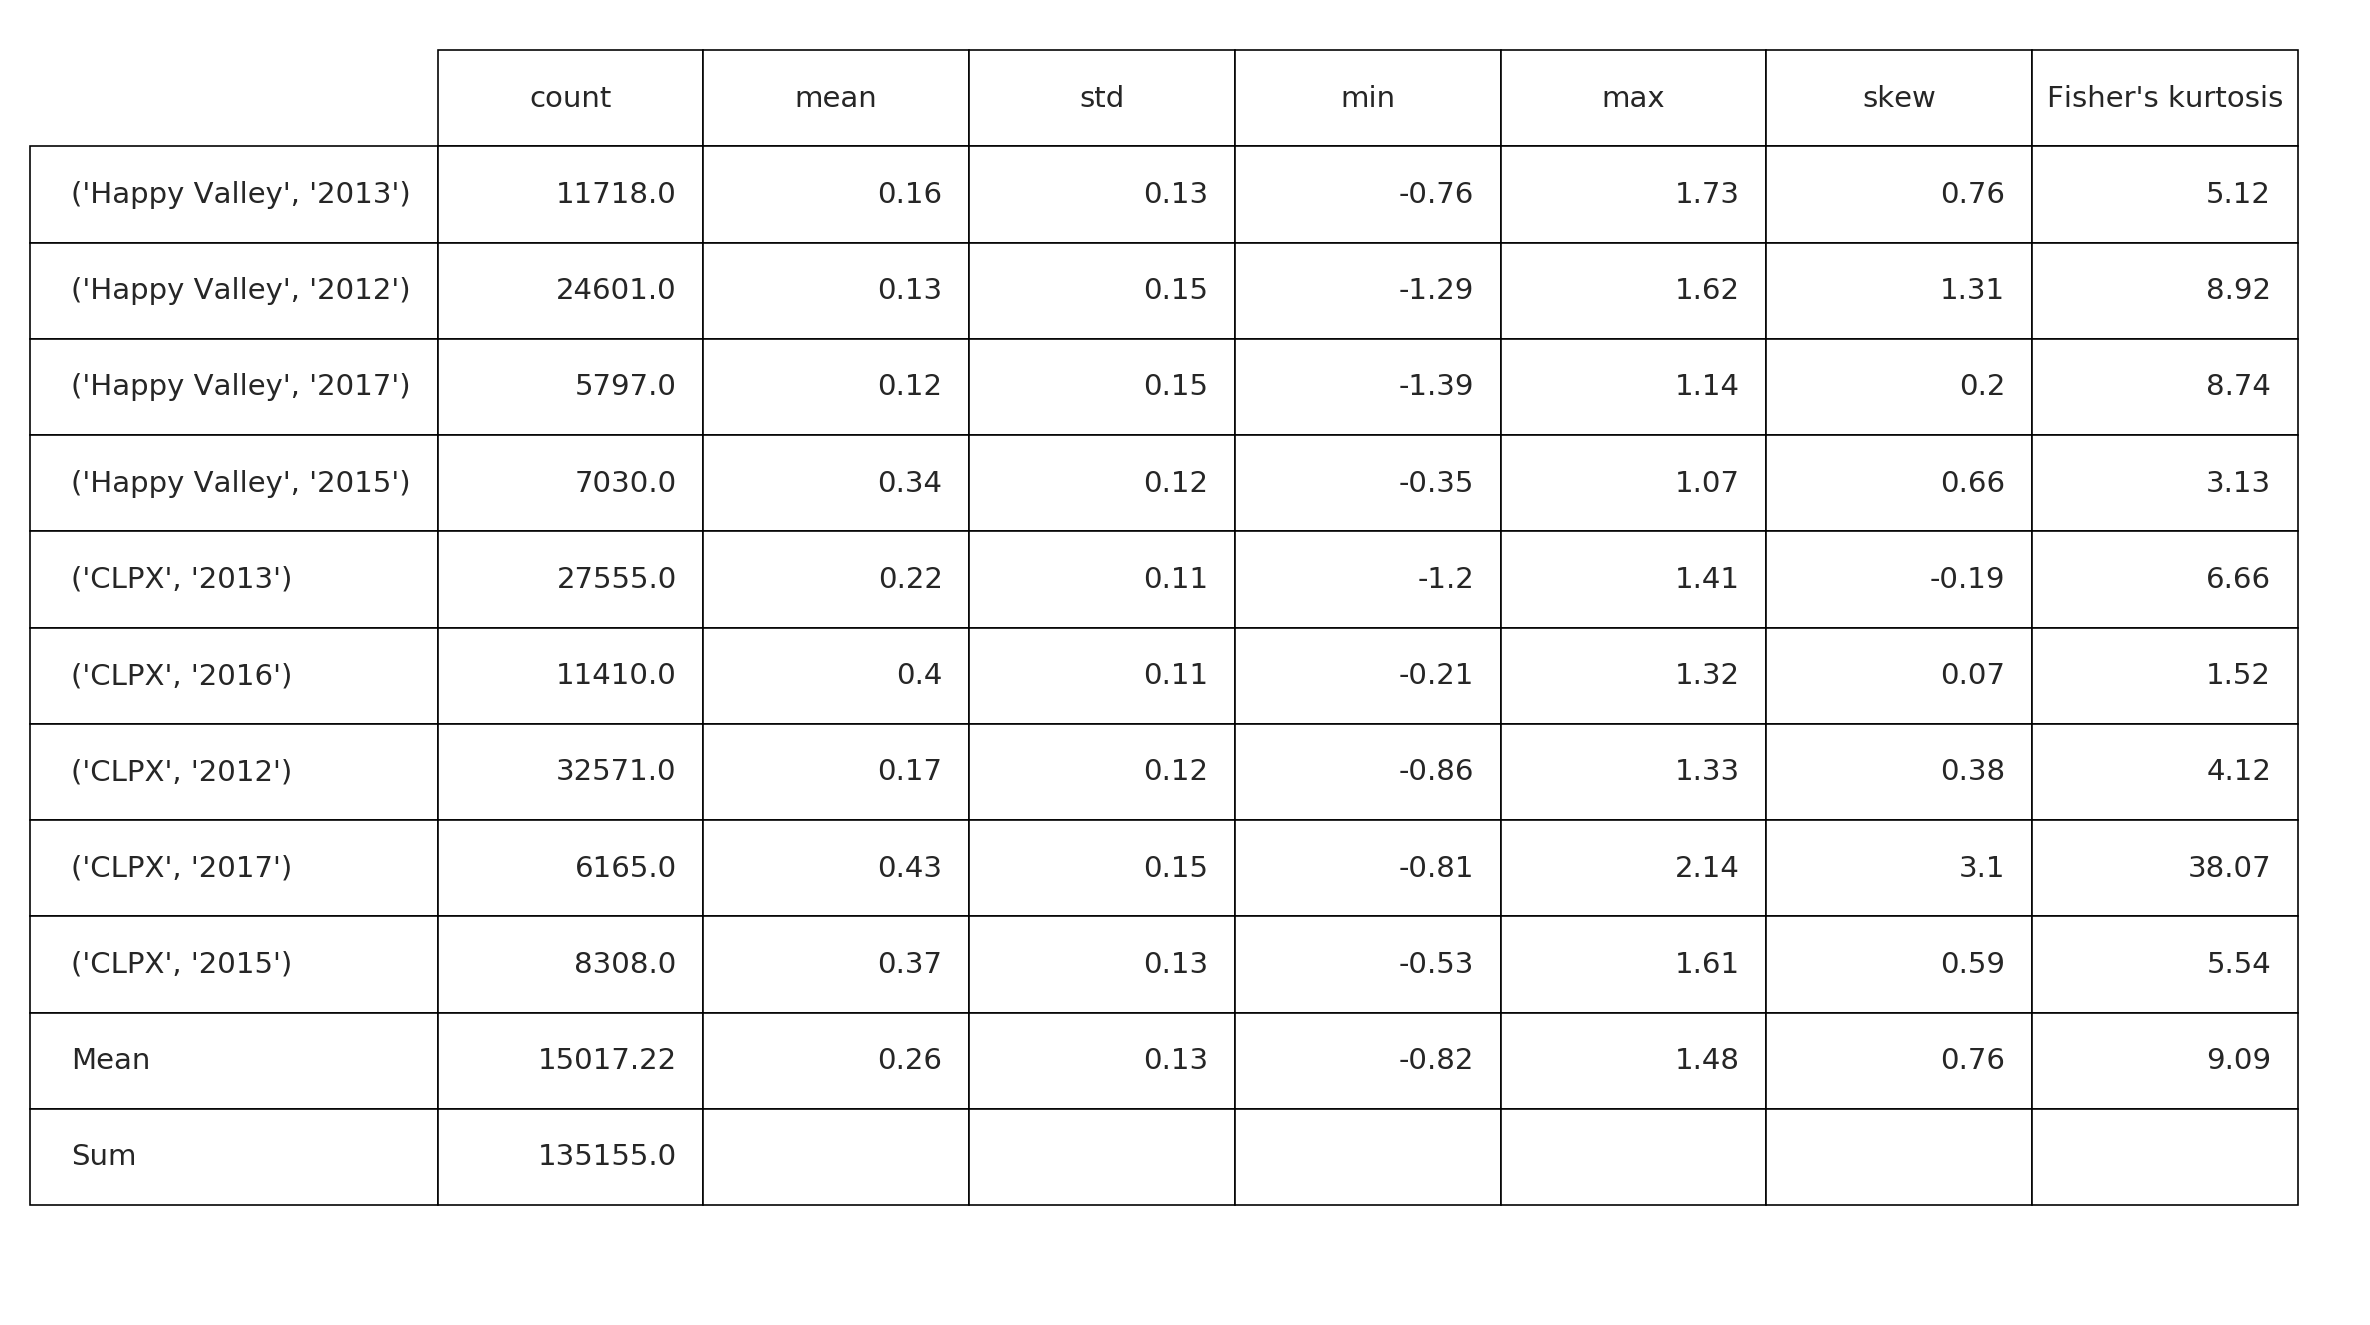 count mean std min max skew Fisher's kurtosis
('Happy Valley', '2013') 11718.0 0.16 0.13 -0.76 1.73 0.76 5.12
('Happy Valley', '2012') 24601.0 0.13 0.15 -1.29 1.62 1.31 8.92
('Happy Valley', '2017') 5797.0 0.12 0.15 -1.39 1.14 0.2 8.74
('Happy Valley', '2015') 7030.0 0.34 0.12 -0.35 1.07 0.66 3.13
('CLPX', '2013') 27555.0 0.22 0.11 -1.2 1.41 -0.19 6.66
('CLPX', '2016') 11410.0 0.4 0.11 -0.21 1.32 0.07 1.52
('CLPX', '2012') 32571.0 0.17 0.12 -0.86 1.33 0.38 4.12
('CLPX', '2017') 6165.0 0.43 0.15 -0.81 2.14 3.1 38.07
('CLPX', '2015') 8308.0 0.37 0.13 -0.53 1.61 0.59 5.54
Mean 15017.22 0.26 0.13 -0.82 1.48 0.76 9.09
Sum 135155.0